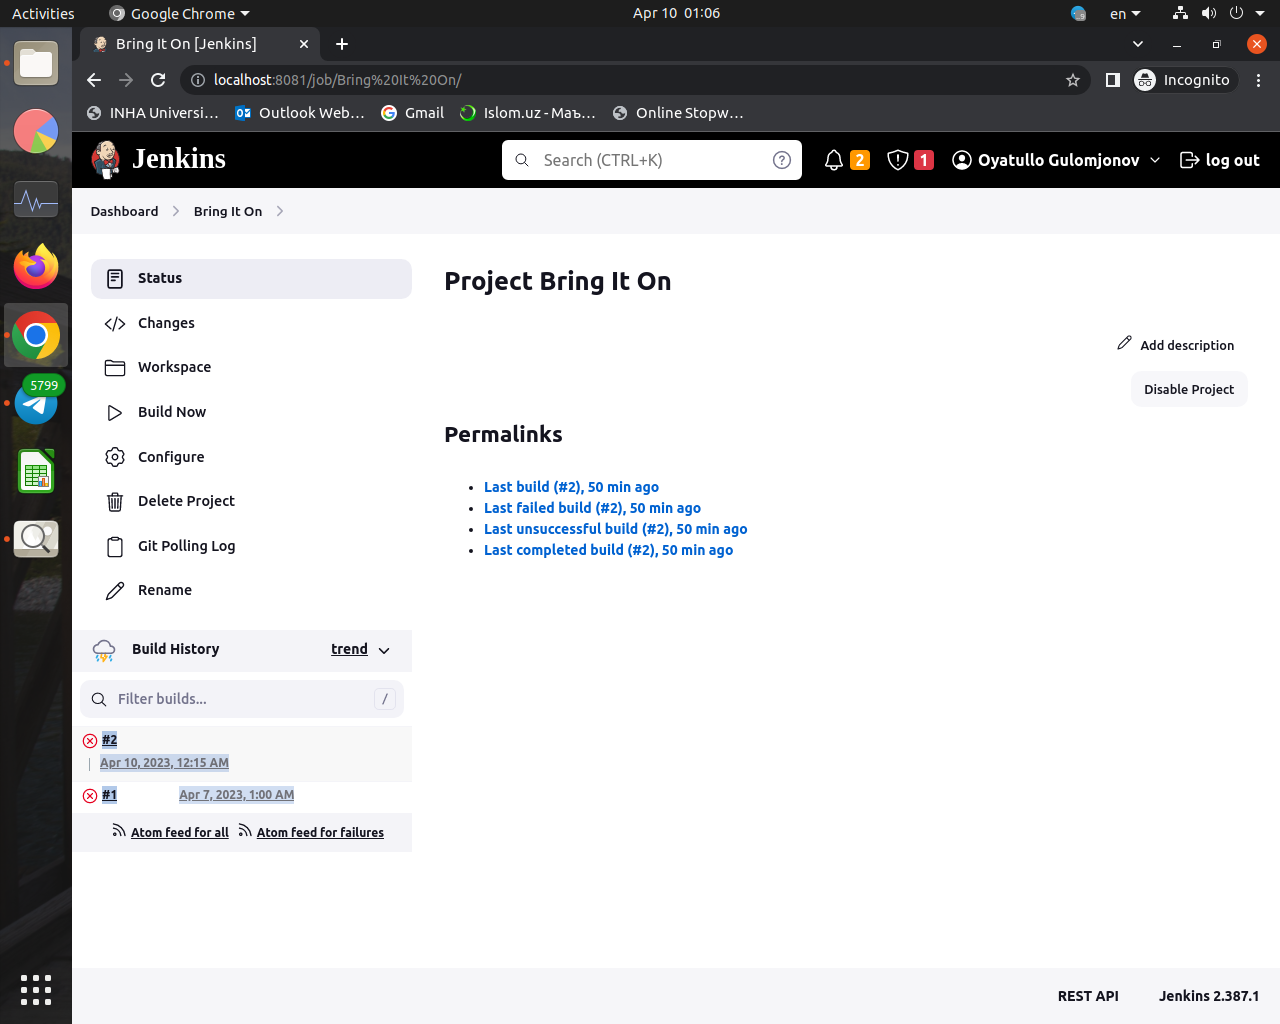 Activities
Google Chrome
Apr 10 01:06
en
Bring It On [Jenkins]
localhost:8081/job/Bring%20It%20On/
Incognito
INHA Universi...
Outlook Web...
Gmail
Islom.uz - Маъ...
Online Stopw...
Jenkins
Search (CTRL+K)
2
1
Oyatullo Gulomjonov
log out
Dashboard
Bring It On
Status
Changes
Workspace
Build Now
Configure
Delete Project
Git Polling Log
Rename
5799
Project Bring It On
Add description
Disable Project
Permalinks
Last build (#2), 50 min ago
Last failed build (#2), 50 min ago
Last unsuccessful build (#2), 50 min ago
Last completed build (#2), 50 min ago
Build History
trend
Filter builds...
/
#2
Apr 10, 2023, 12:15 AM
#1
Apr 7, 2023, 1:00 AM
Atom feed for all
Atom feed for failures
REST API
Jenkins 2.387.1